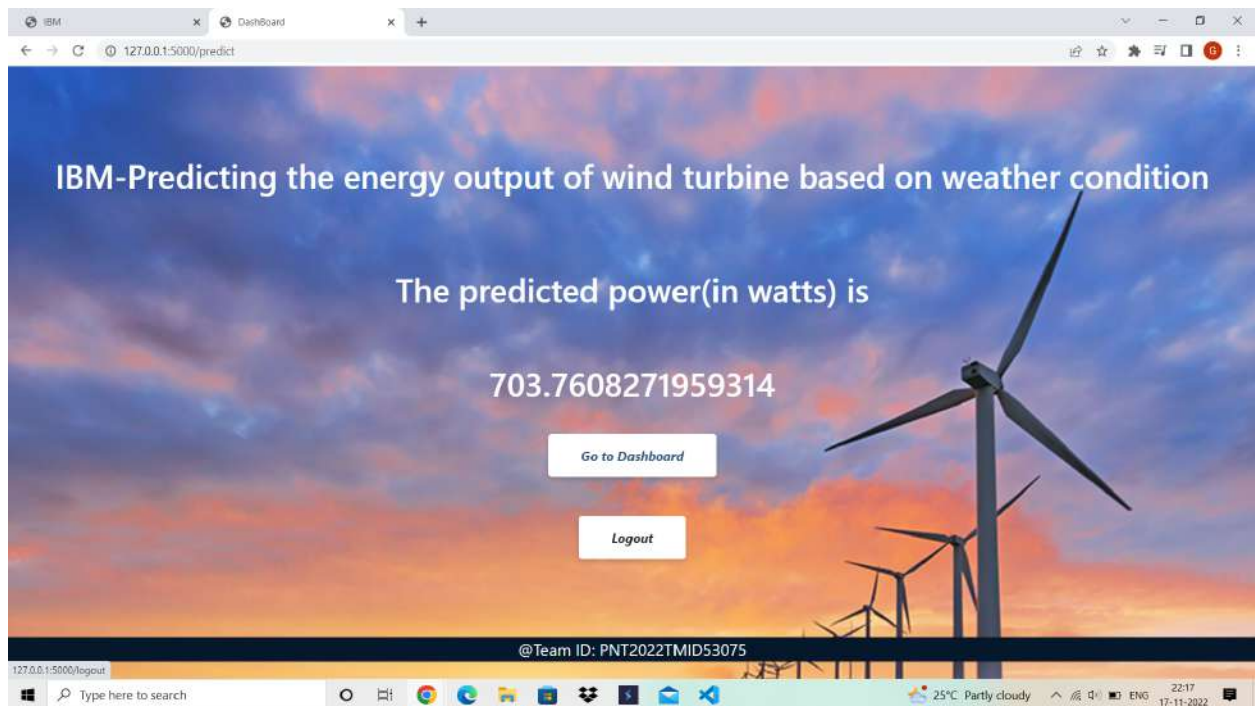 IBM
DashBoard
127.0.0.1:5000/predict
G
IBM-Predicting the energy output of wind turbine based on weather condition
The predicted power(in watts) is
703.7608271959314
Go to Dashboard
Logout
@Team ID: PNT2022TMID53075
127.0.0.1:5000/logout
Type here to search
25°C Partly cloudy
ENG
22:17
17-11-2022